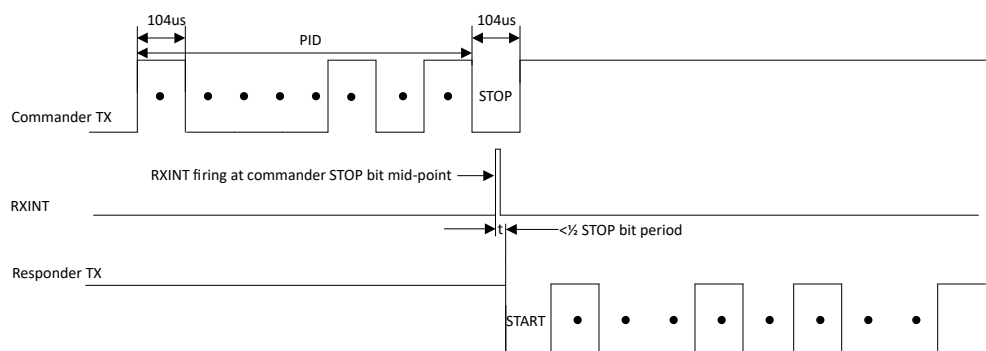 104us
104us
PID
STOP
Commander TX
RXINT firing at commander STOP bit mid-point
RXINT
t
<½ STOP bit period
Responder TX
START